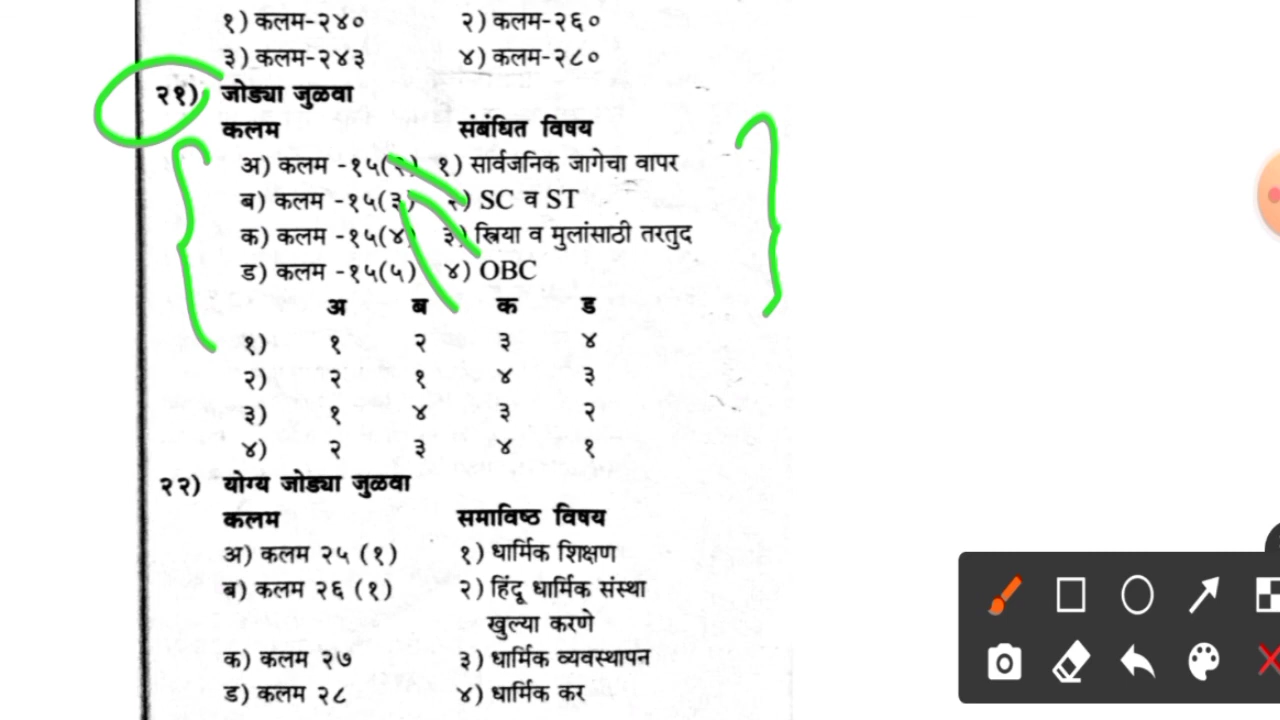 १) कलम-२४० २) कलम-२६०
३) कलम-२४३ ४) कलम-२८०
२१) जोड्या जुळवा
कलम संबंधित विषय
अ) कलम -१५(२) १) सार्वजनिक जागेचा वापर
ब) कलम -१५(३) २) SC व ST
क) कलम -१५(४) ३) स्त्रिया व मुलांसाठी तरतुद
ड) कलम -१५(५) ४) OBC
अ ब क ड
१) १ २ ३ ४
२) २ १ ४ ३
३) १ ४ ३ २
४) २ ३ ४ १
२२) योग्य जोड्या जुळवा
कलम समाविष्ठ विषय
अ) कलम २५ (१) १) धार्मिक शिक्षण
ब) कलम २६ (१) २) हिंदू धार्मिक संस्था
खुल्या करणे
क) कलम २७ ३) धार्मिक व्यवस्थापन
ड) कलम २८ ४) धार्मिक कर